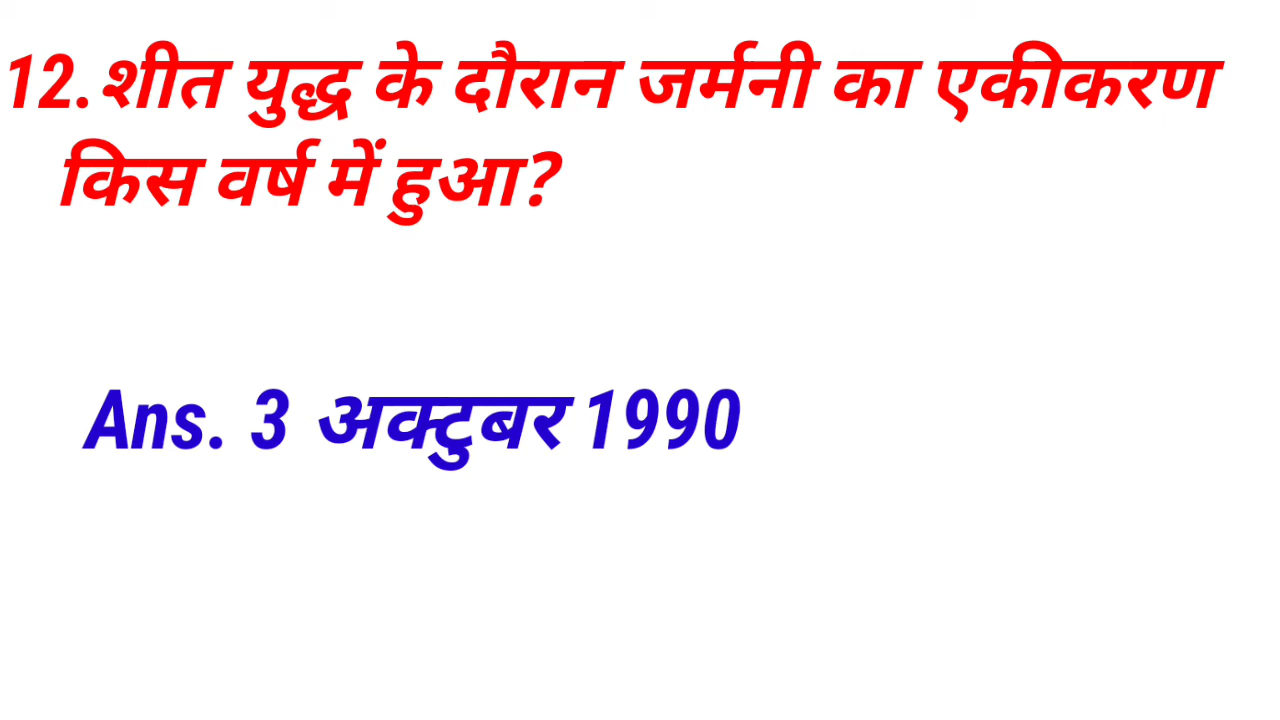 12.शीत युद्ध के दौरान जर्मनी का एकीकरण
किस वर्ष में हुआ?
Ans. 3 अक्टुबर 1990